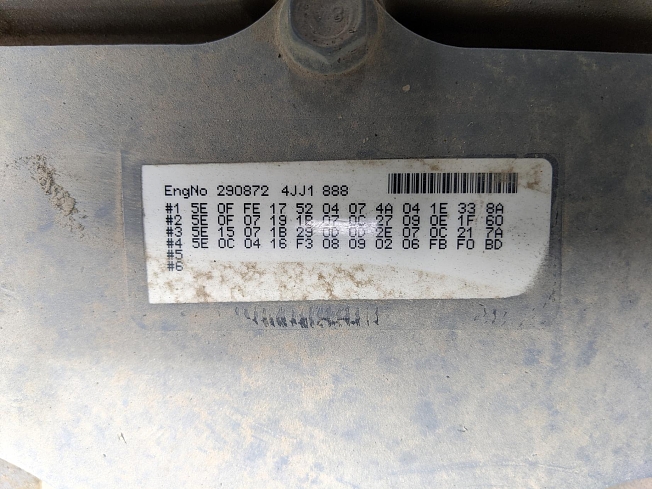 EngNo 290872 4JJ1 888
#1 5E 0F FE 17 52 04 07 4A 04 1E 33 8A
#2 5E 0F 07 19 18 07 0C 27 09 0E 1F 60
#3 5E 15 07 1B 29 0D 0D 2E 07 0C 21 7A
#4 5E 0C 04 16 F3 08 09 02 06 FB F0 BD
#5
#6